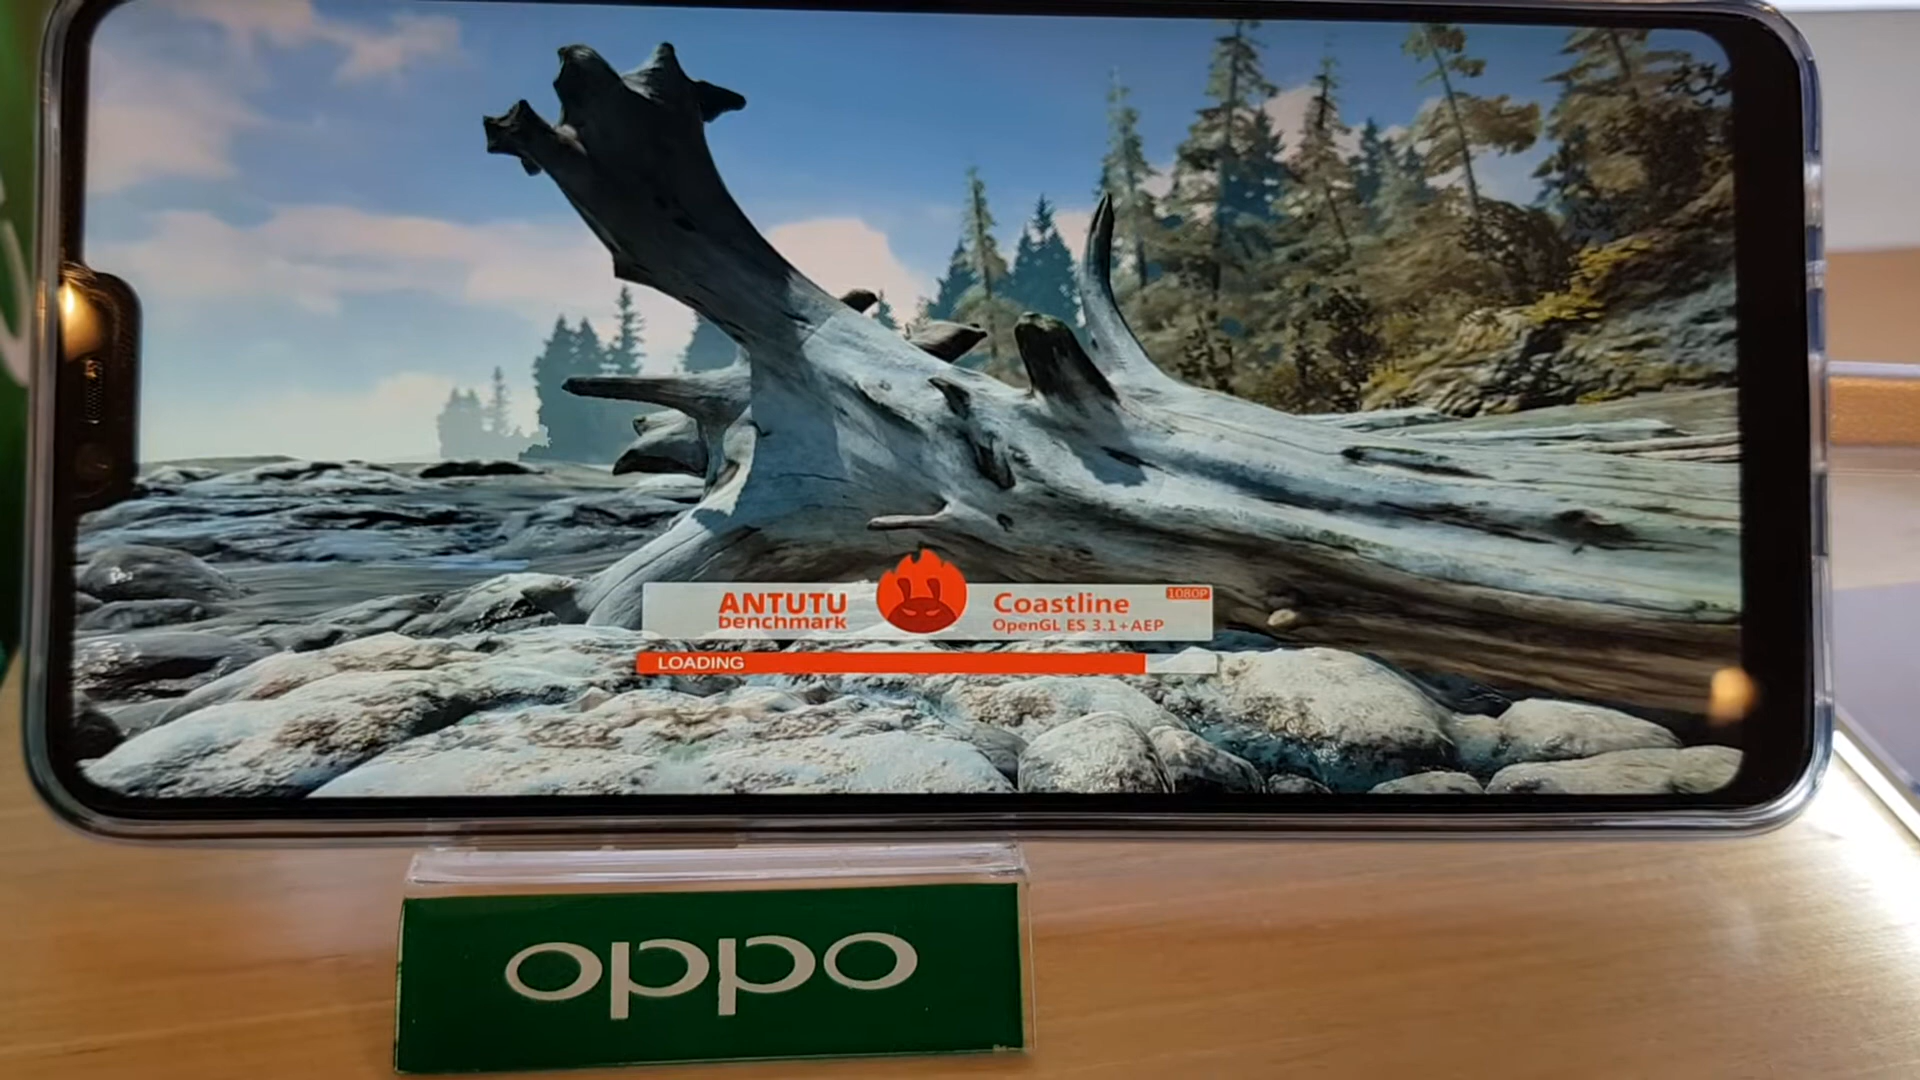 ANTUTU
benchmark
Coastline
1080P
OpenGL ES 3.1+AEP
LOADING
oppo